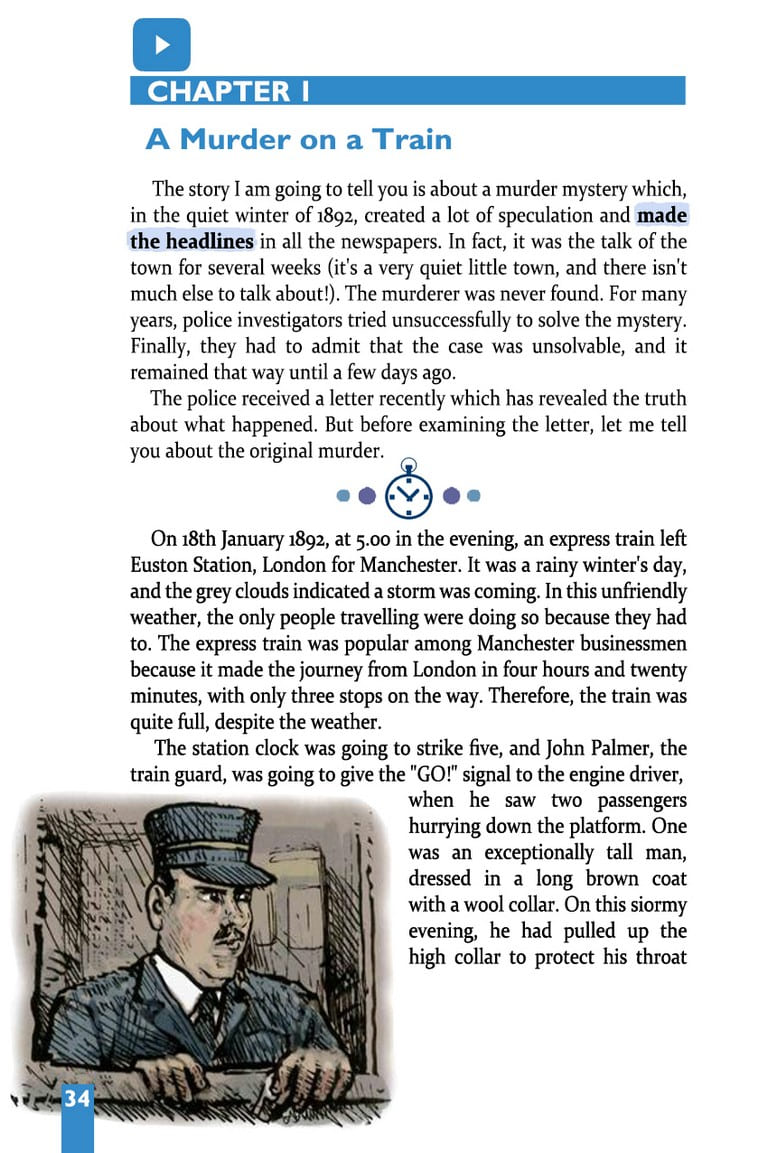 CHAPTER 1
A Murder on a Train
The story I am going to tell you is about a murder mystery which,
in the quiet winter of 1892, created a lot of speculation and made
the headlines in all the newspapers. In fact, it was the talk of the
town for several weeks (it's a very quiet little town, and there isn't
much else to talk about!). The murderer was never found. For many
years, police investigators tried unsuccessfully to solve the mystery.
Finally, they had to admit that the case was unsolvable, and it
remained that way until a few days ago.
The police received a letter recently which has revealed the truth
about what happened. But before examining the letter, let me tell
you about the original murder.
On 18th January 1892, at 5.00 in the evening, an express train left
Euston Station, London for Manchester. It was a rainy winter's day,
and the grey clouds indicated a storm was coming. In this unfriendly
weather, the only people travelling were doing so because they had
to. The express train was popular among Manchester businessmen
because it made the journey from London in four hours and twenty
minutes, with only three stops on the way. Therefore, the train was
quite full, despite the weather.
The station clock was going to strike five, and John Palmer, the
train guard, was going to give the "GO!" signal to the engine driver,
when he saw two passengers
hurrying down the platform. One
was an exceptionally tall man,
dressed in a long brown coat
with a wool collar. On this siormy
evening, he had pulled up the
high collar to protect his throat
34